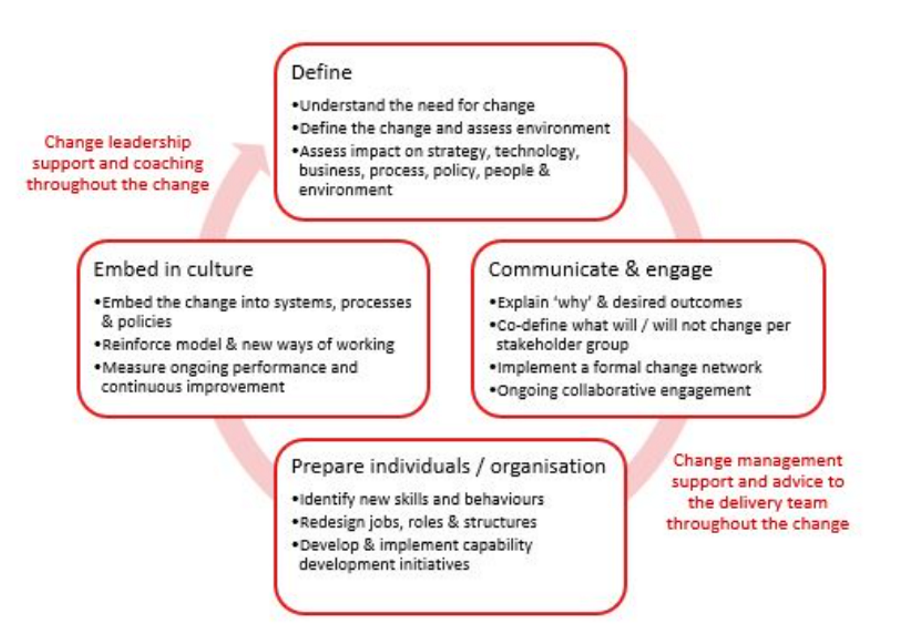 Define
•Understand the need for change
•Define the change and assess environment
•Assess impact on strategy, technology,
business, process, policy, people &
environment
Change leadership
support and coaching
throughout the change
Embed in culture
•Embed the change into systems, processes
& policies
•Reinforce model & new ways of working
•Measure ongoing performance and
continuous improvement
Communicate & engage
•Explain ‘why’ & desired outcomes
•Co-define what will / will not change per
stakeholder group
•Implement a formal change network
•Ongoing collaborative engagement
Prepare individuals / organisation
•Identify new skills and behaviours
•Redesign jobs, roles & structures
•Develop & implement capability
development initiatives
Change management
support and advice to
the delivery team
throughout the change